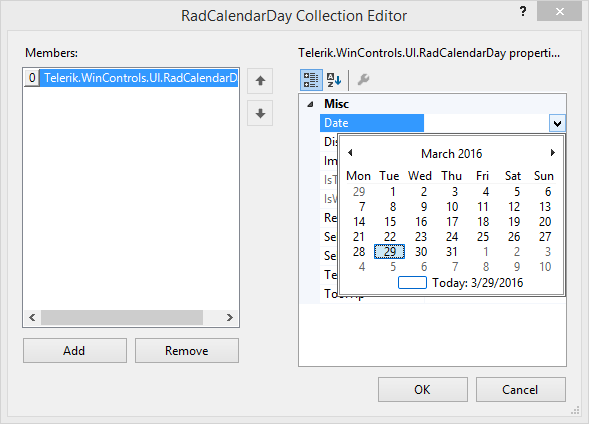 RadCalendarDay Collection Editor
?
Members:
0 Telerik.WinControls.UI.RadCalendarD
Add
Remove
Telerik.WinControls.UI.RadCalendarDay properti...
Misc
Date
Dis
Im
IsT
IsW
Re
Se
Se
Te
March 2016
Mon Tue Wed Thu Fri Sat Sun
29 1 2 3 4 5 6
7 8 9 10 11 12 13
14 15 16 17 18 19 20
21 22 23 24 25 26 27
28 29 30 31 1 2 3
4 5 6 7 8 9 10
Today: 3/29/2016
OK
Cancel